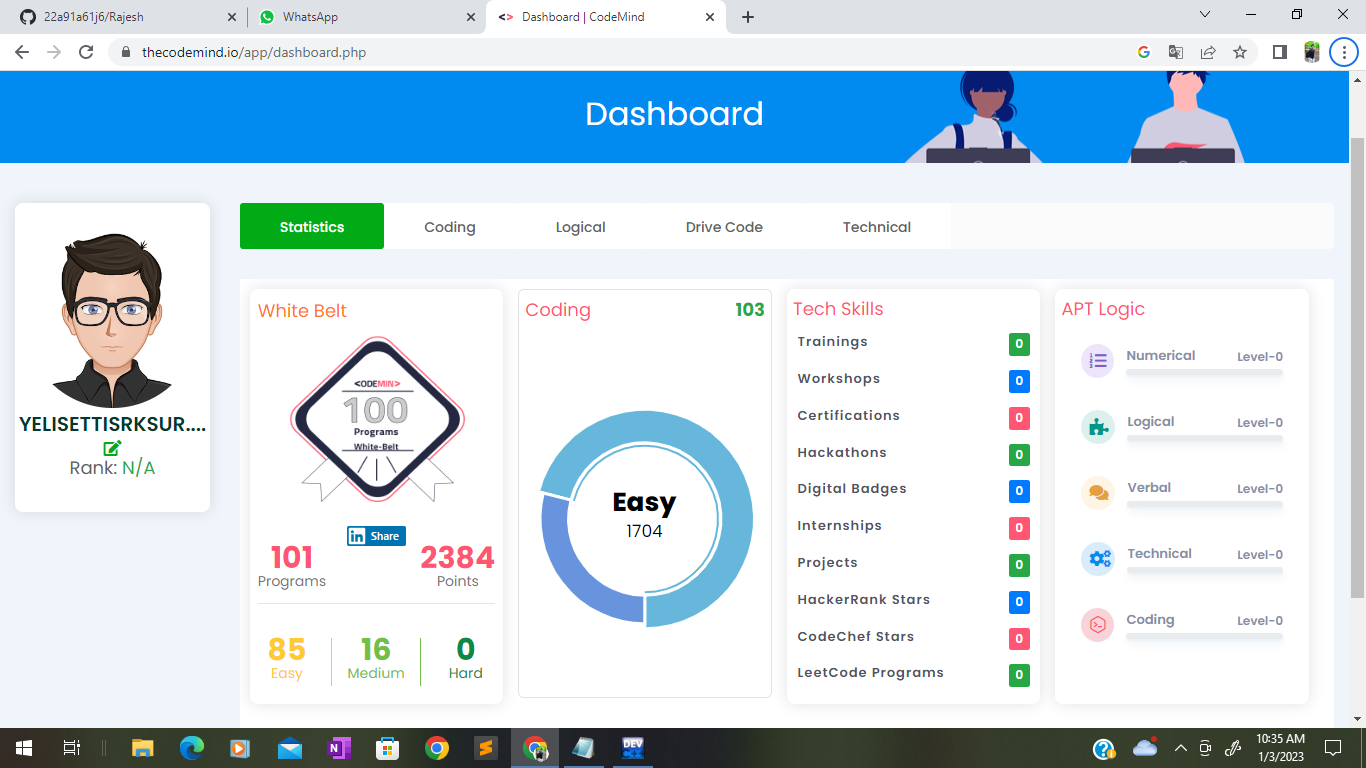 22a91a61j6/Rajesh
WhatsApp
<> Dashboard | CodeMind
thecodemind.io/app/dashboard.php
Dashboard
YELISETTISRKSUR....
Rank: N/A
Statistics
Coding
Logical
Drive Code
Technical
White Belt
<ODEMIN>
100
Programs
White-Belt
in Share
101
Programs
2384
Points
85
Easy
16
Medium
0
Hard
Coding
103
Easy
1704
Tech Skills
Trainings 0
Workshops 0
Certifications 0
Hackathons 0
Digital Badges 0
Internships 0
Projects 0
HackerRank Stars 0
CodeChef Stars 0
LeetCode Programs 0
APT Logic
Numerical Level-0
Logical Level-0
Verbal Level-0
Technical Level-0
Coding Level-0
DEV
10:35 AM
1/3/2023